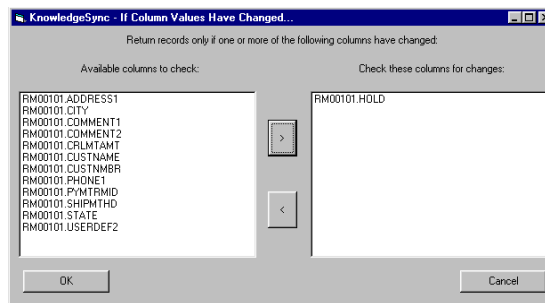 KnowledgeSync - If Column Values Have Changed...
Return records only if one or more of the following columns have changed:
Available columns to check:
Check these columns for changes:
RM00101.ADDRESS1
RM00101.CITY
RM00101.COMMENT1
RM00101.COMMENT2
RM00101.CRLMTAMT
RM00101.CUSTNAME
RM00101.CUSTNMBR
RM00101.PHONE1
RM00101.PYMTRMID
RM00101.SHIPMTHD
RM00101.STATE
RM00101.USERDEF2
>
<
RM00101.HOLD
OK
Cancel